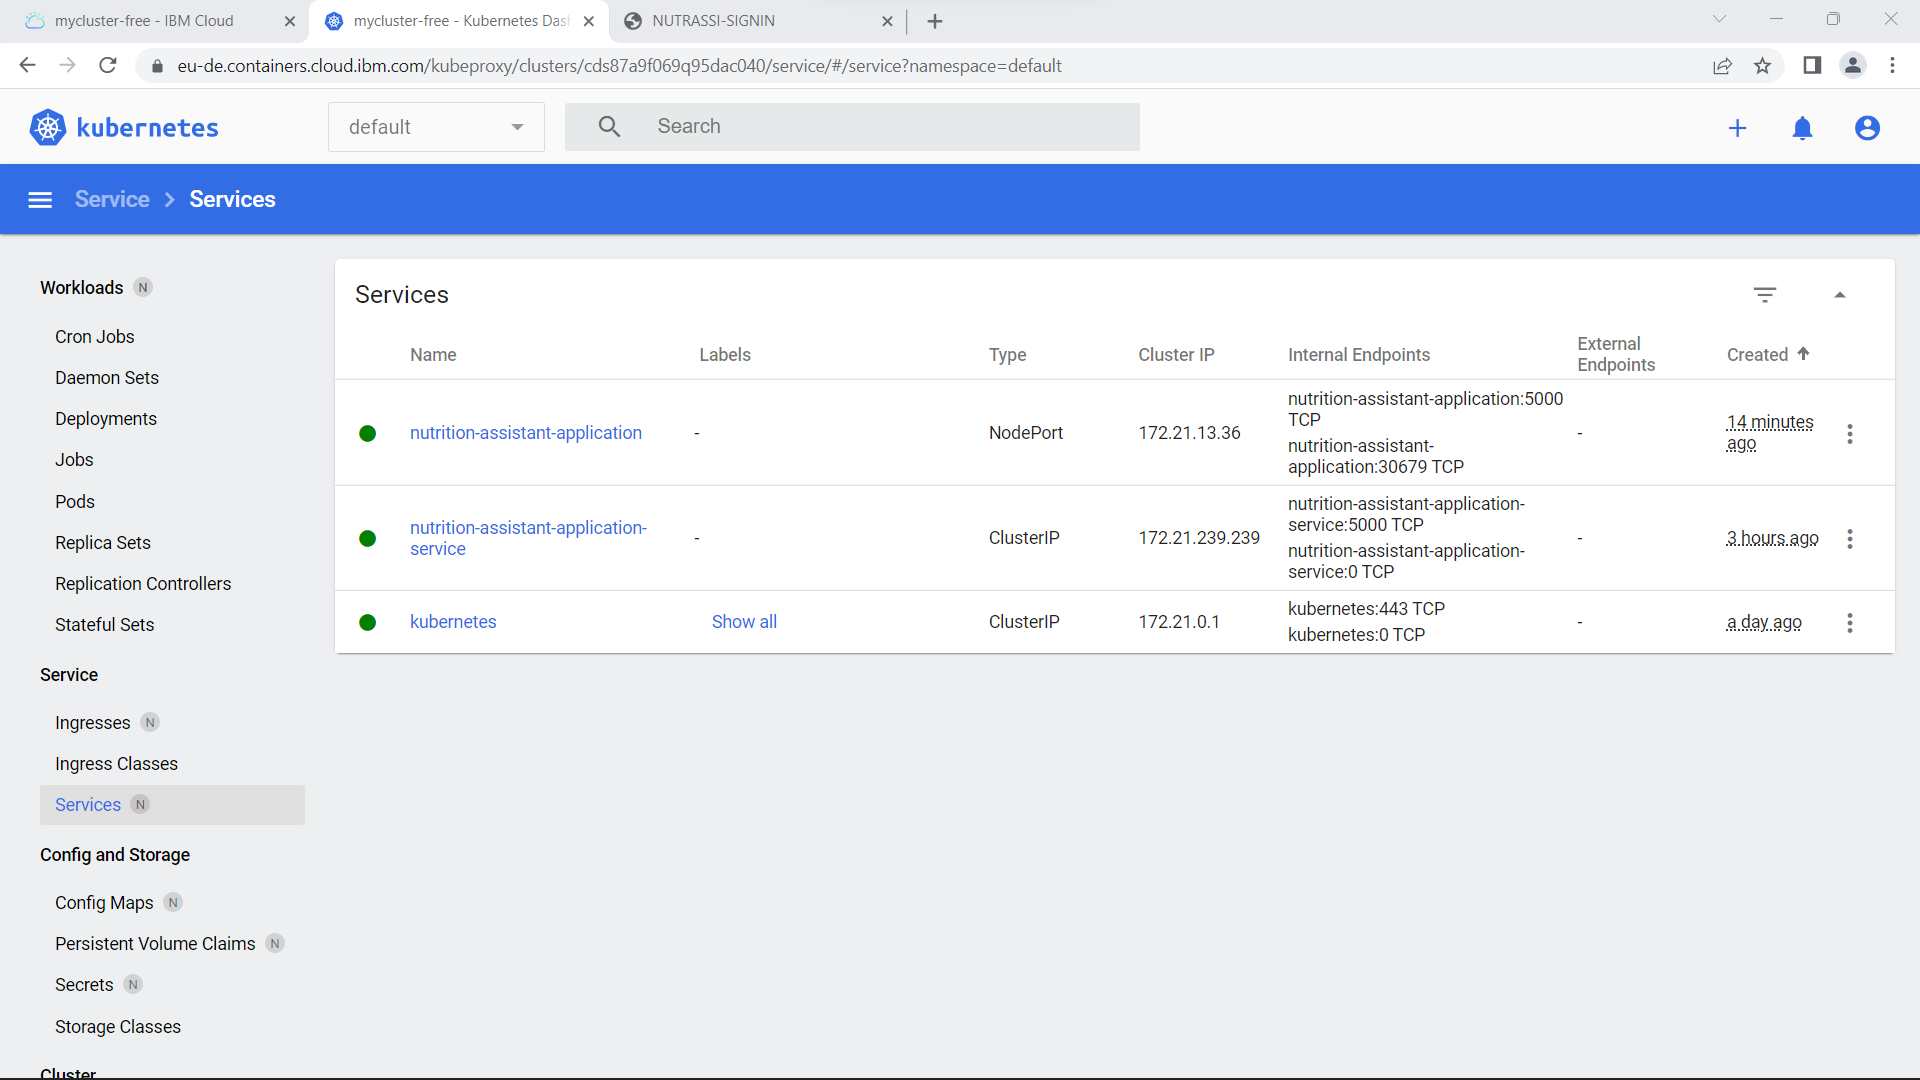 mycluster-free - IBM Cloud
mycluster-free - Kubernetes Das
NUTRASSI-SIGNIN
eu-de.containers.cloud.ibm.com/kubeproxy/clusters/cds87a9f069q95dac040/service/#/service?namespace=default
kubernetes
default
Search
Service
Services
Workloads N
Cron Jobs
Daemon Sets
Deployments
Jobs
Pods
Replica Sets
Replication Controllers
Stateful Sets
Service
Ingresses N
Ingress Classes
Services N
Config and Storage
Config Maps N
Persistent Volume Claims N
Secrets N
Storage Classes
Cluster
Services
Name
Labels
Type
Cluster IP
Internal Endpoints
External
Endpoints
Created
nutrition-assistant-application
-
NodePort
172.21.13.36
nutrition-assistant-application:5000
TCP
nutrition-assistant-
application:30679 TCP
-
14 minutes
ago
nutrition-assistant-application-
service
-
ClusterIP
172.21.239.239
nutrition-assistant-application-
service:5000 TCP
nutrition-assistant-application-
service:0 TCP
-
3 hours ago
kubernetes
Show all
ClusterIP
172.21.0.1
kubernetes:443 TCP
kubernetes:0 TCP
-
a day ago